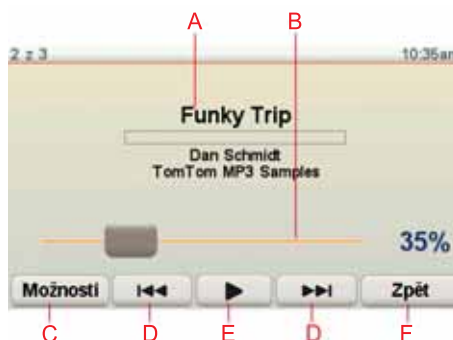 A B
2 z 3 10:35am
Funky Trip
Dan Schmidt
TomTom MP3 Samples
35%
Možnosti Zpět
C D E D F